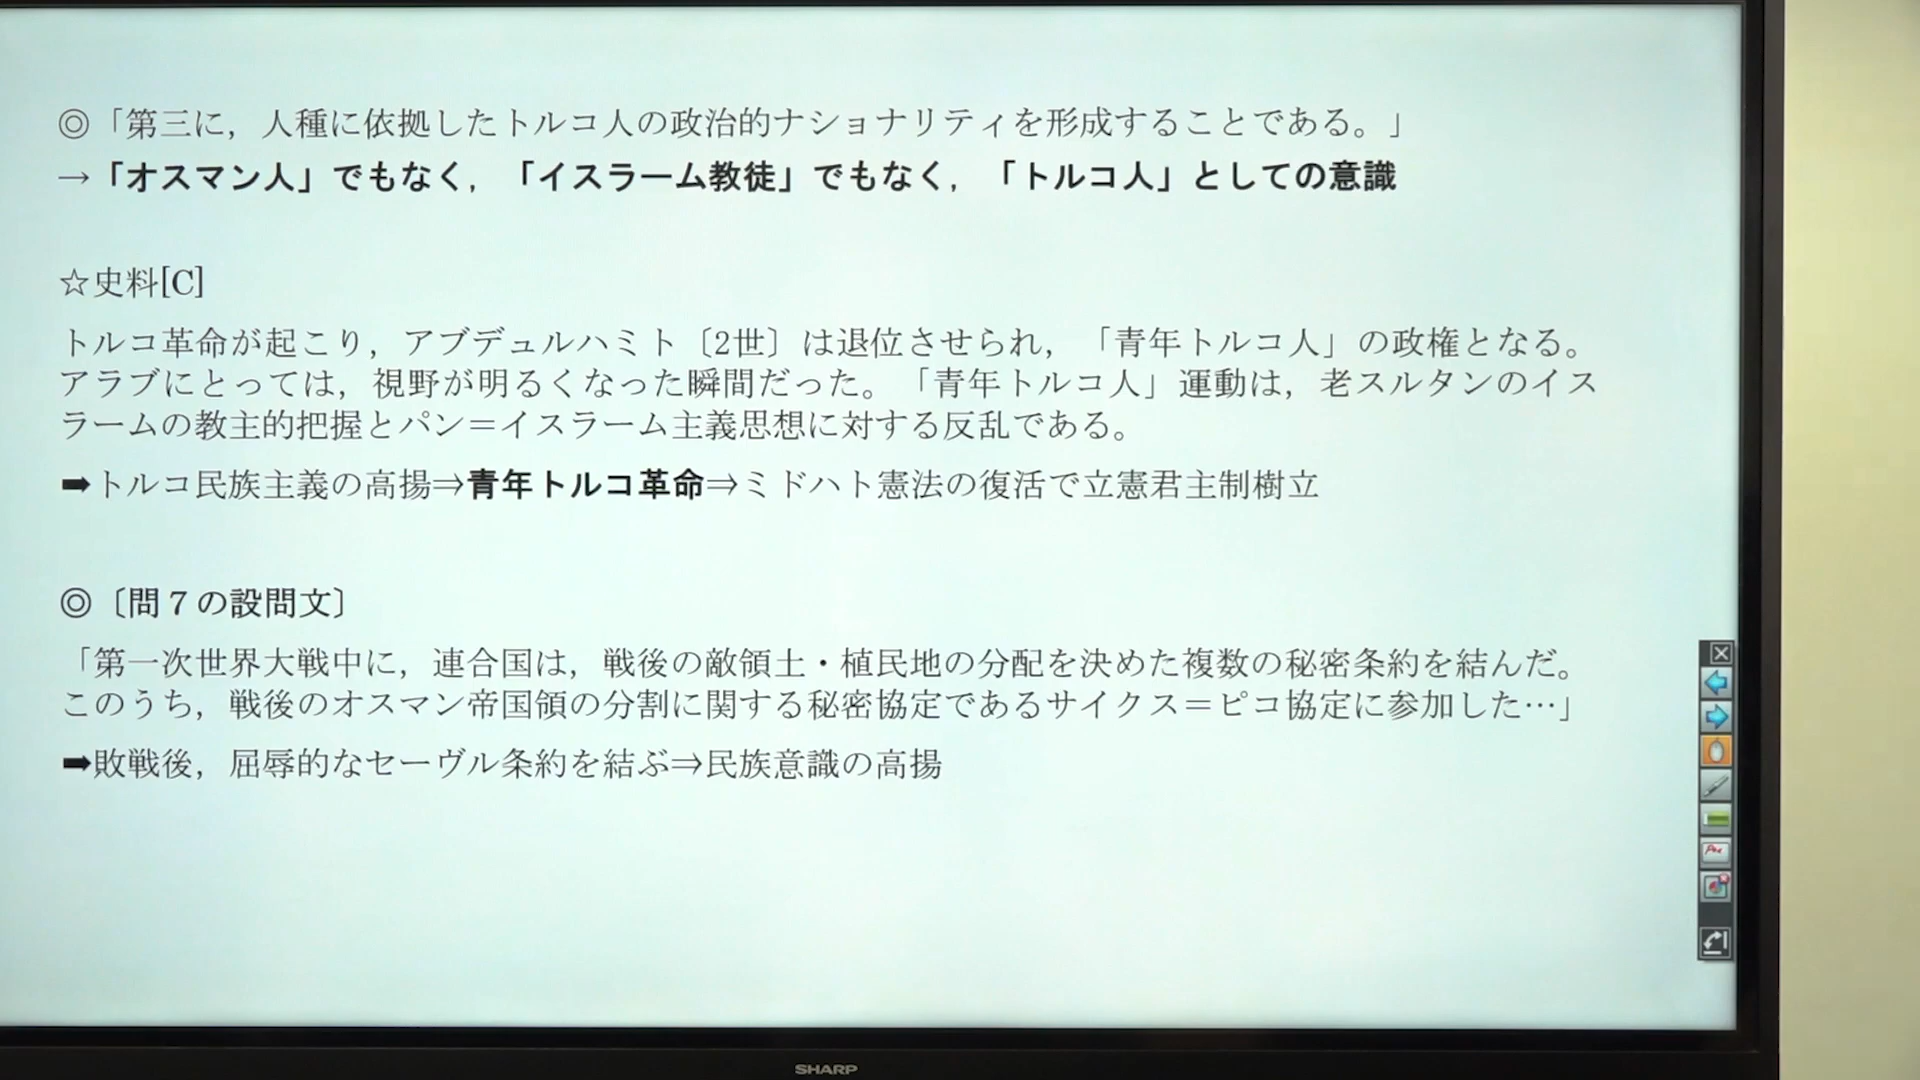 ◎「第三に，人種に依拠したトルコ人の政治的ナショナリティを形成することである。」
→「オスマン人」でもなく，「イスラーム教徒」でもなく，「トルコ人」としての意識
☆史料[C]
トルコ革命が起こり，アブデュルハミト〔2世〕は退位させられ，「青年トルコ人」の政権となる。
アラブにとっては，視野が明るくなった瞬間だった。「青年トルコ人」運動は，老スルタンのイス
ラームの教主的把握とパン＝イスラーム主義思想に対する反乱である。
➡トルコ民族主義の高揚⇒青年トルコ革命⇒ミドハト憲法の復活で立憲君主制樹立
◎〔問７の設問文〕
「第一次世界大戦中に，連合国は，戦後の敵領土・植民地の分配を決めた複数の秘密条約を結んだ。
このうち，戦後のオスマン帝国領の分割に関する秘密協定であるサイクス＝ピコ協定に参加した…」
➡敗戦後，屈辱的なセーヴル条約を結ぶ⇒民族意識の高揚
SHARP